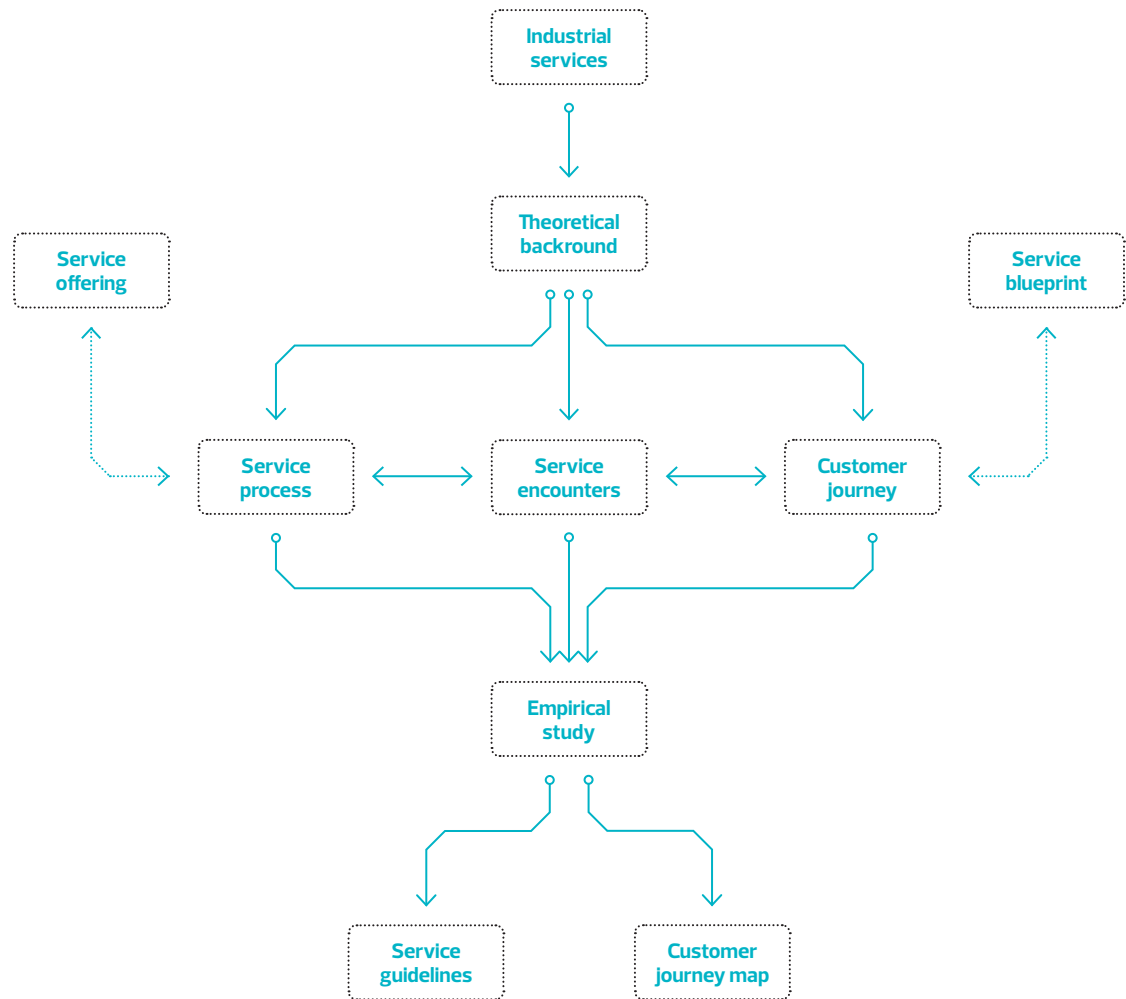 Industrial
services
Theoretical
backround
Service
offering
Service
blueprint
Service
process
Service
encounters
Customer
journey
Empirical
study
Service
guidelines
Customer
journey map